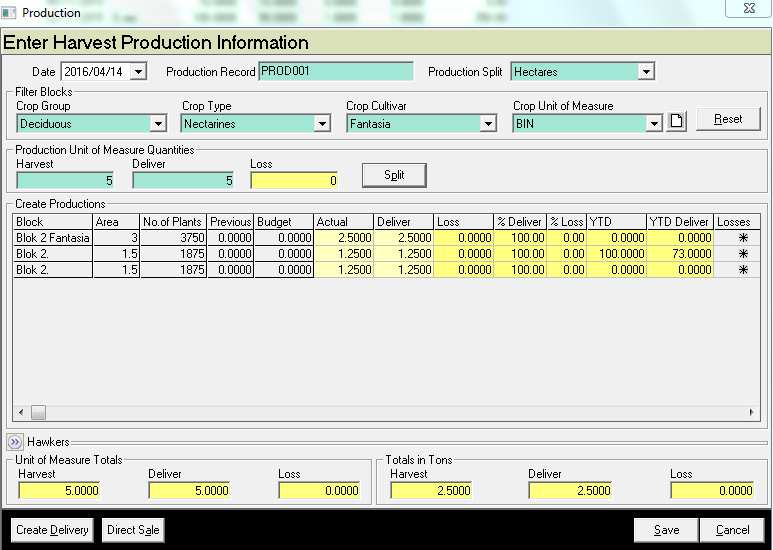 Production
Enter Harvest Production Information
Date 2016/04/14 Production Record PROD001 Production Split Hectares
Filter Blocks
Crop Group Crop Type Crop Cultivar Crop Unit of Measure
Deciduous Nectarines Fantasia BIN Reset
Production Unit of Measure Quantities
Harvest Deliver Loss
5 5 0 Split
Create Productions
Block Area No.of Plants Previous Budget Actual Deliver Loss % Deliver % Loss YTD YTD Deliver Losses
Blok 2 Fantasia 3 3750 0.0000 0.0000 2.5000 2.5000 0.0000 100.00 0.00 0.0000 0.0000 *
Blok 2. 1.5 1875 0.0000 0.0000 1.2500 1.2500 0.0000 100.00 0.00 100.0000 73.0000 *
Blok 2. 1.5 1875 0.0000 0.0000 1.2500 1.2500 0.0000 100.00 0.00 0.0000 0.0000 *
Hawkers
Unit of Measure Totals Totals in Tons
Harvest Deliver Loss Harvest Deliver Loss
5.0000 5.0000 0.0000 2.5000 2.5000 0.0000
Create Delivery Direct Sale Save Cancel